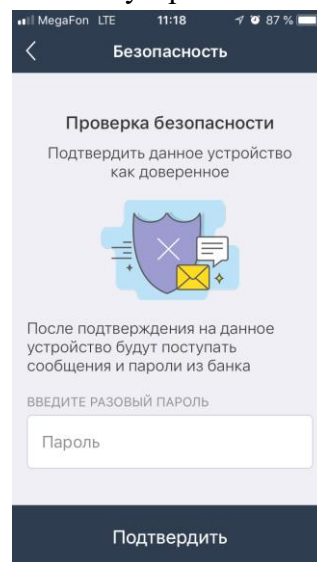 MegaFon LTE 11:18 87 %
Безопасность
Проверка безопасности
Подтвердить данное устройство
как доверенное
После подтверждения на данное
устройство будут поступать
сообщения и пароли из банка
ВВЕДИТЕ РАЗОВЫЙ ПАРОЛЬ
Пароль
Подтвердить